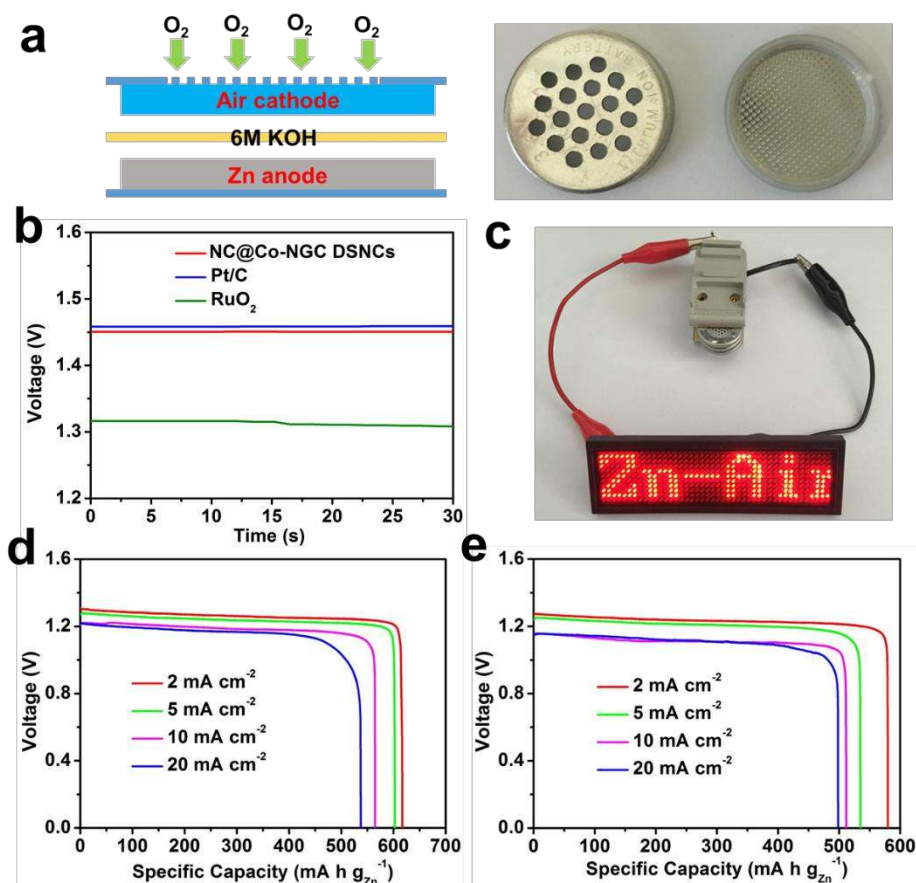 a
O2 O2 O2 O2
Air cathode
6M KOH
Zn anode
BATTERY
b
1.6
1.5
1.4
1.3
1.2
Voltage (V)
NC@Co-NGC DSNCs
Pt/C
RuO2
0 5 10 15 20 25 30
Time (s)
c
Zn-Air
d
1.6
1.2
0.8
0.4
0.0
Voltage (V)
2 mA cm-2
5 mA cm-2
10 mA cm-2
20 mA cm-2
0 100 200 300 400 500 600 700
Specific Capacity (mA h gZn-1)
e
1.6
1.2
0.8
0.4
0.0
Voltage (V)
2 mA cm-2
5 mA cm-2
10 mA cm-2
20 mA cm-2
0 100 200 300 400 500 600
Specific Capacity (mA h gZn-1)